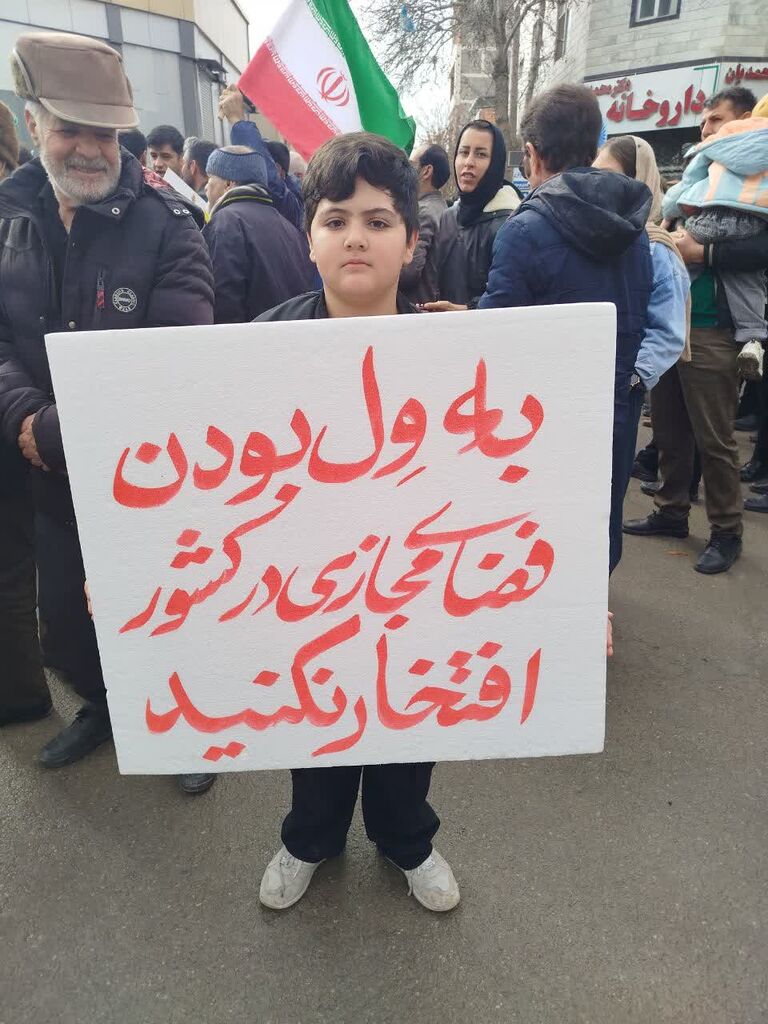 به وِل بودن
فضای مجازی در کشور
افتخار نکنید
داروخانه